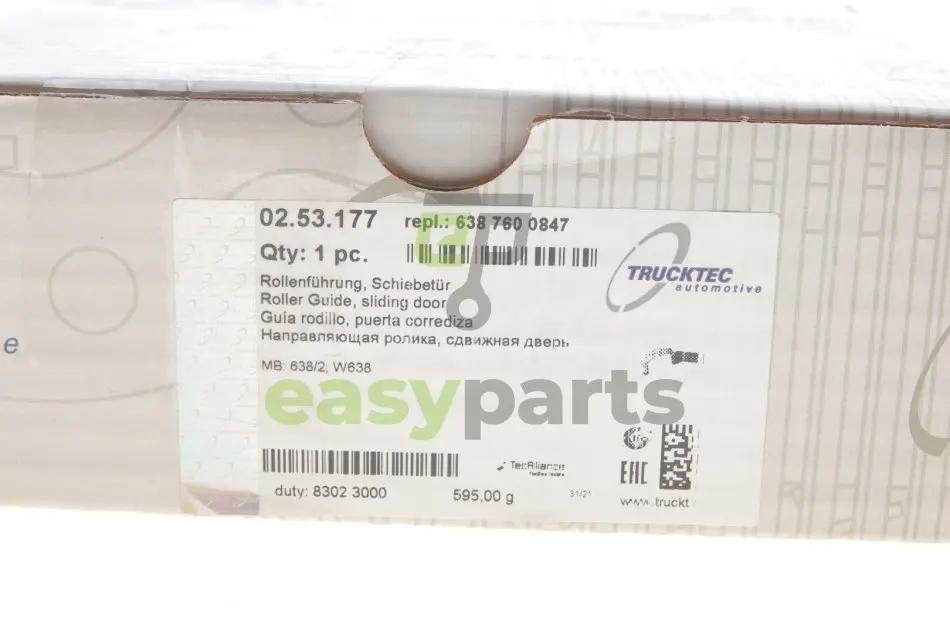 02.53.177 repl.: 638 760 0847
Qty: 1 pc.
TRUCKTEC
automotive
Rollenführung, Schiebetür
Roller Guide, sliding door
Guía rodillo, puerta corrediza
Направляющая ролика, сдвижная дверь
e
MB: 638/2, W638
easyparts
TecAlliance
EAC
duty: 8302 3000 595,00 g 31/21 www.truckt